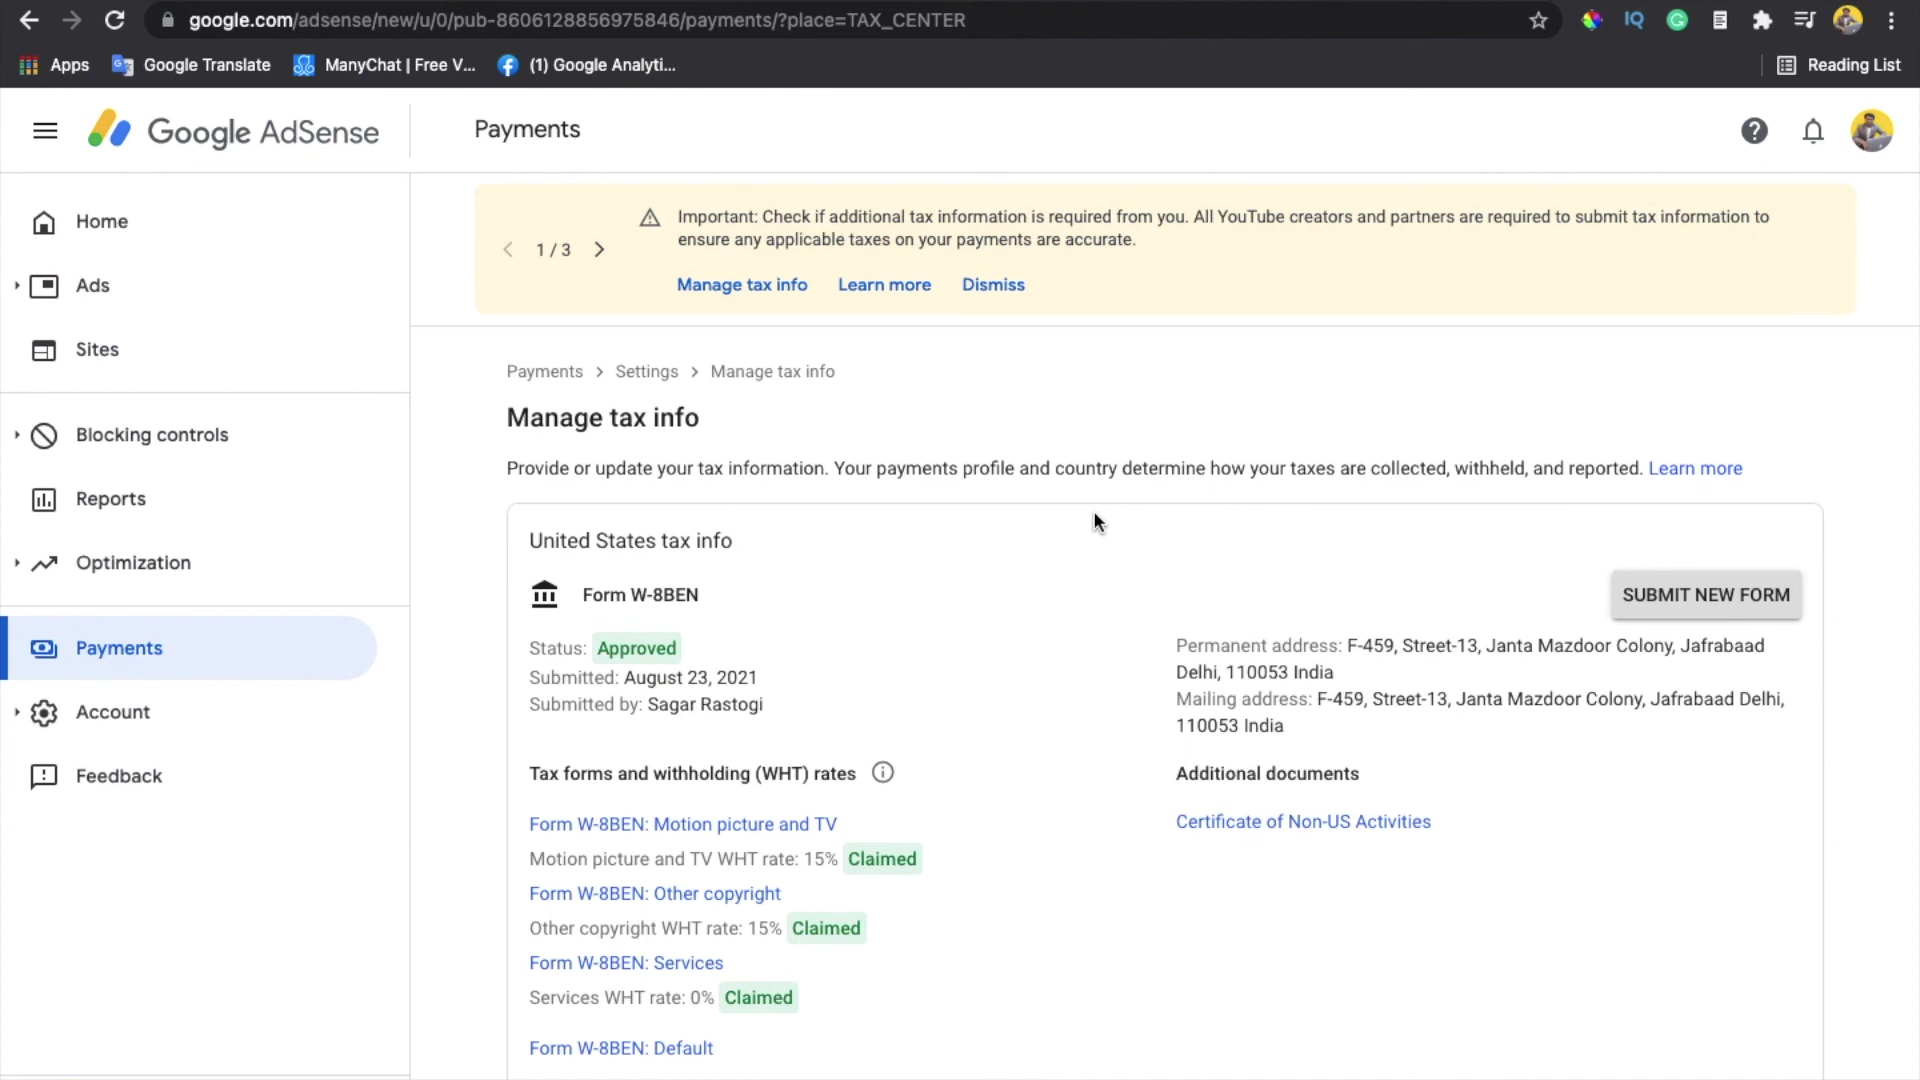 google.com/adsense/new/u/0/pub-8606128856975846/payments/?place=TAX_CENTER
Apps
Google Translate
ManyChat | Free V...
(1) Google Analyti...
Reading List
Google AdSense
Payments
Home
Ads
Sites
Blocking controls
Reports
Optimization
Payments
Account
Feedback
1 / 3
Important: Check if additional tax information is required from you. All YouTube creators and partners are required to submit tax information to
ensure any applicable taxes on your payments are accurate.
Manage tax info Learn more Dismiss
Payments > Settings > Manage tax info
Manage tax info
Provide or update your tax information. Your payments profile and country determine how your taxes are collected, withheld, and reported. Learn more
United States tax info
Form W-8BEN
SUBMIT NEW FORM
Status: Approved
Submitted: August 23, 2021
Submitted by: Sagar Rastogi
Permanent address: F-459, Street-13, Janta Mazdoor Colony, Jafrabaad
Delhi, 110053 India
Mailing address: F-459, Street-13, Janta Mazdoor Colony, Jafrabaad Delhi,
110053 India
Tax forms and withholding (WHT) rates
Form W-8BEN: Motion picture and TV
Motion picture and TV WHT rate: 15% Claimed
Form W-8BEN: Other copyright
Other copyright WHT rate: 15% Claimed
Form W-8BEN: Services
Services WHT rate: 0% Claimed
Form W-8BEN: Default
Additional documents
Certificate of Non-US Activities